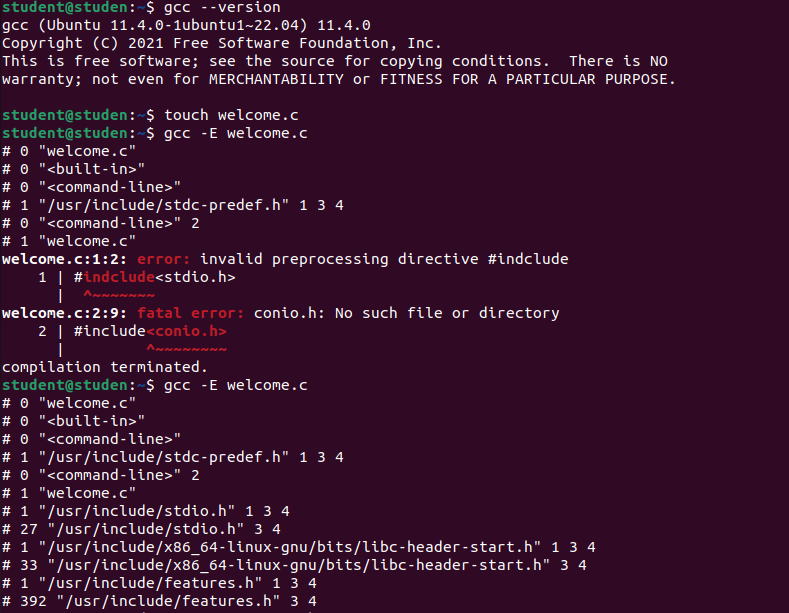 student@studen:~$ gcc --version
gcc (Ubuntu 11.4.0-1ubuntu1~22.04) 11.4.0
Copyright (C) 2021 Free Software Foundation, Inc.
This is free software; see the source for copying conditions.  There is NO
warranty; not even for MERCHANTABILITY or FITNESS FOR A PARTICULAR PURPOSE.

student@studen:~$ touch welcome.c
student@studen:~$ gcc -E welcome.c
# 0 "welcome.c"
# 0 "<built-in>"
# 0 "<command-line>"
# 1 "/usr/include/stdc-predef.h" 1 3 4
# 0 "<command-line>" 2
# 1 "welcome.c"
welcome.c:1:2: error: invalid preprocessing directive #indclude
    1 | #indclude<stdio.h>
      |  ^~~~~~~~
welcome.c:2:9: fatal error: conio.h: No such file or directory
    2 | #include<conio.h>
      |         ^~~~~~~~~
compilation terminated.
student@studen:~$ gcc -E welcome.c
# 0 "welcome.c"
# 0 "<built-in>"
# 0 "<command-line>"
# 1 "/usr/include/stdc-predef.h" 1 3 4
# 0 "<command-line>" 2
# 1 "welcome.c"
# 1 "/usr/include/stdio.h" 1 3 4
# 27 "/usr/include/stdio.h" 3 4
# 1 "/usr/include/x86_64-linux-gnu/bits/libc-header-start.h" 1 3 4
# 33 "/usr/include/x86_64-linux-gnu/bits/libc-header-start.h" 3 4
# 1 "/usr/include/features.h" 1 3 4
# 392 "/usr/include/features.h" 3 4